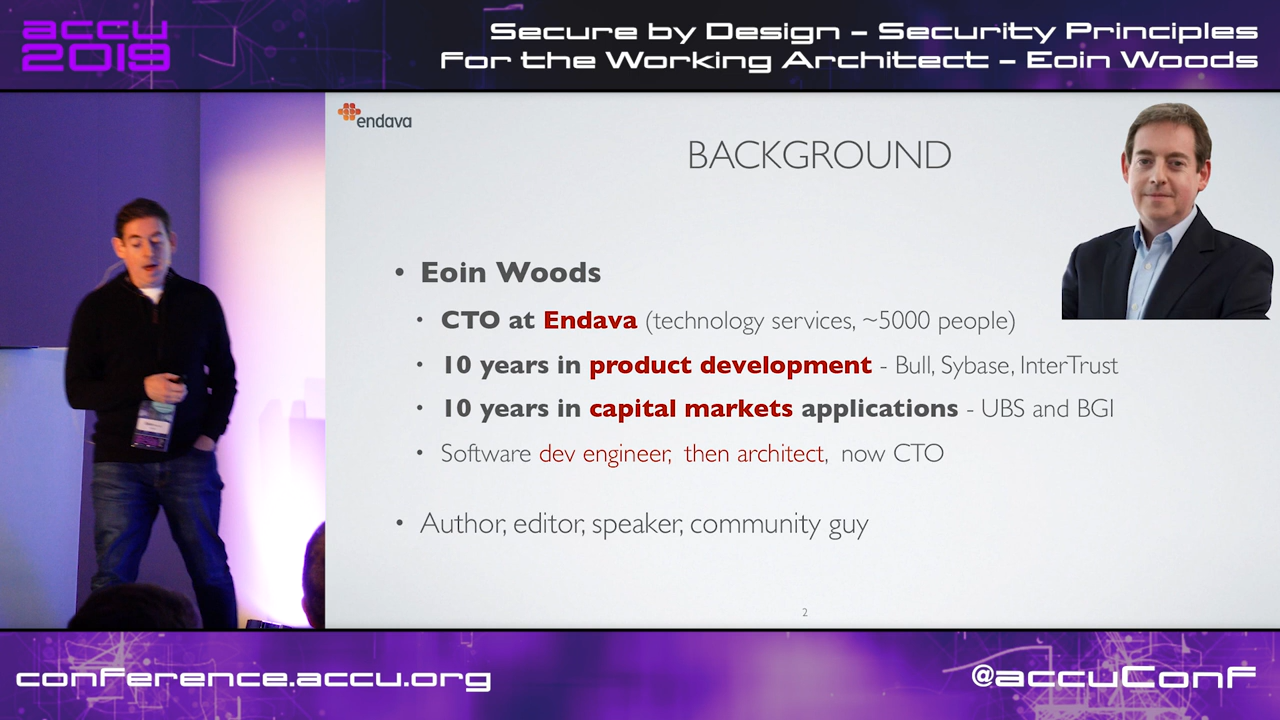 accu
2019
Secure by Design – Security Principles
For the Working Architect – Eoin Woods
endava
BACKGROUND
• Eoin Woods
• CTO at Endava (technology services, ~5000 people)
• 10 years in product development - Bull, Sybase, InterTrust
• 10 years in capital markets applications - UBS and BGI
• Software dev engineer, then architect, now CTO
• Author, editor, speaker, community guy
2
conference.accu.org
@accuConf